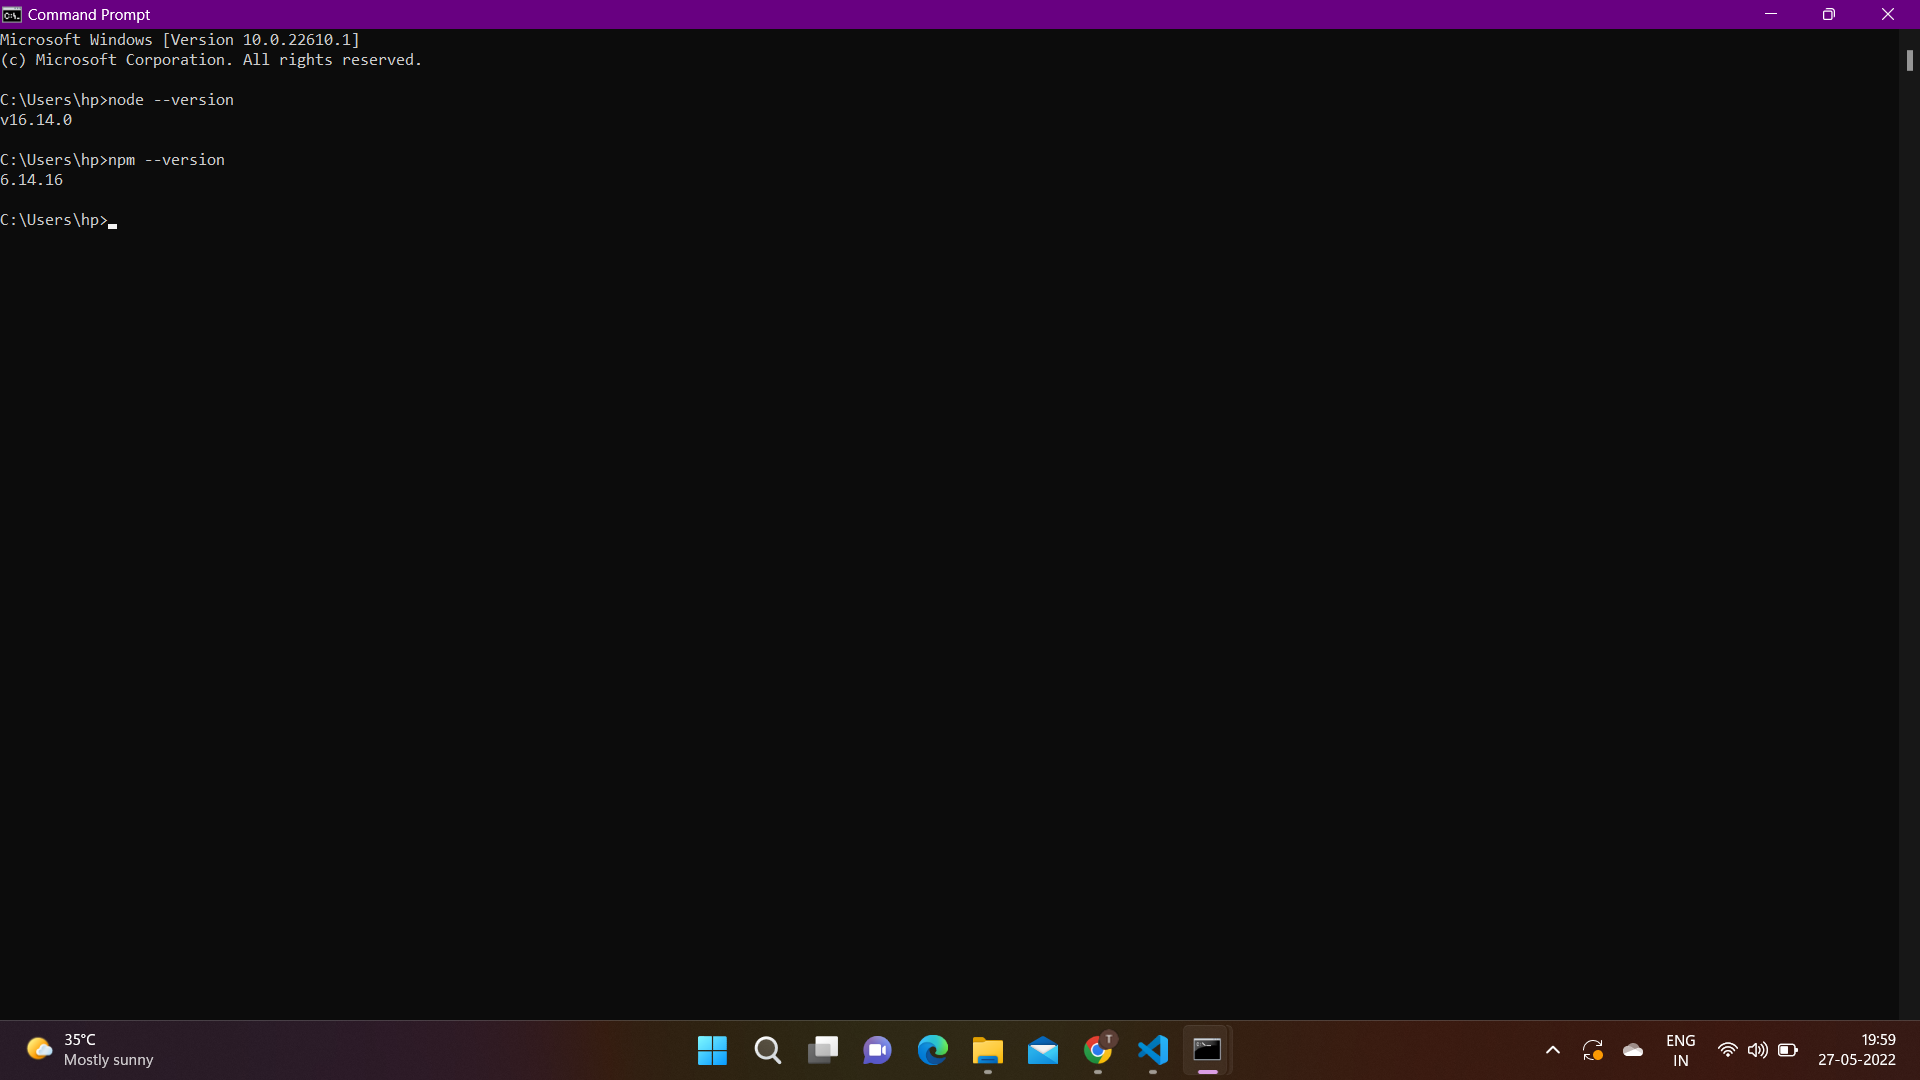 Command Prompt
Microsoft Windows [Version 10.0.22610.1]
(c) Microsoft Corporation. All rights reserved.
C:\Users\hp>node --version
v16.14.0
C:\Users\hp>npm --version
6.14.16
C:\Users\hp>
35°C
Mostly sunny
T
ENG
IN
19:59
27-05-2022